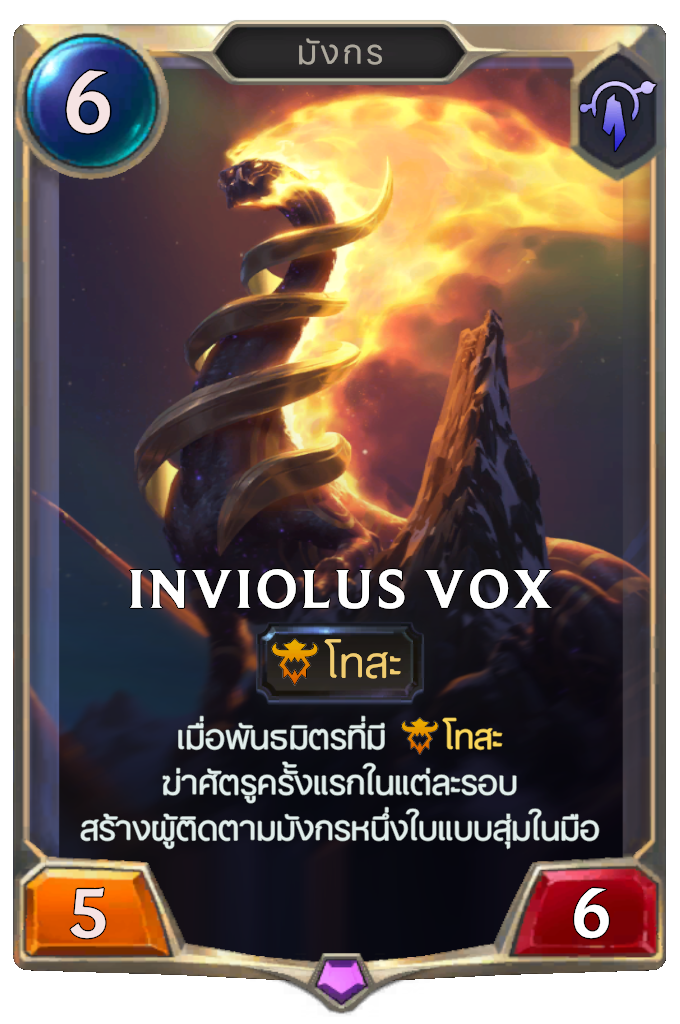 มังกร
6
INVIOLUS VOX
โทสะ
เมื่อพันธมิตรที่มี โทสะ
ฆ่าศัตรูครั้งแรกในแต่ละรอบ
สร้างผู้ติดตามมังกรหนึ่งใบแบบสุ่มในมือ
5
6